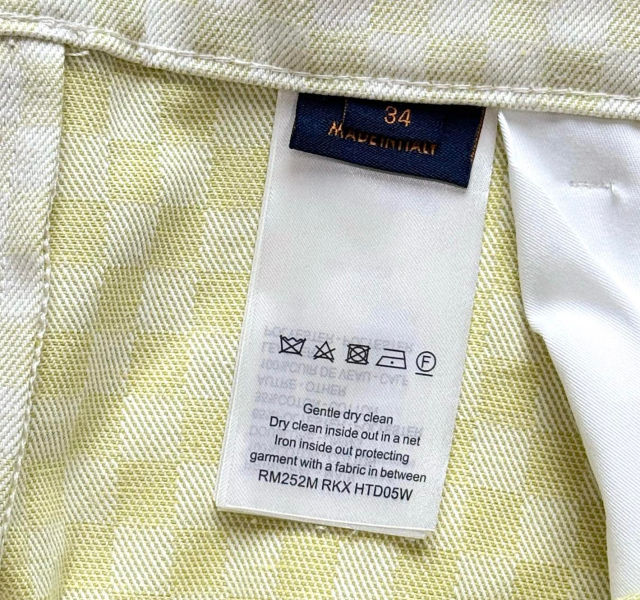 34
MADE IN ITALY
F
Gentle dry clean
Dry clean inside out in a net
Iron inside out protecting
garment with a fabric in between
RM252M RKX HTD05W